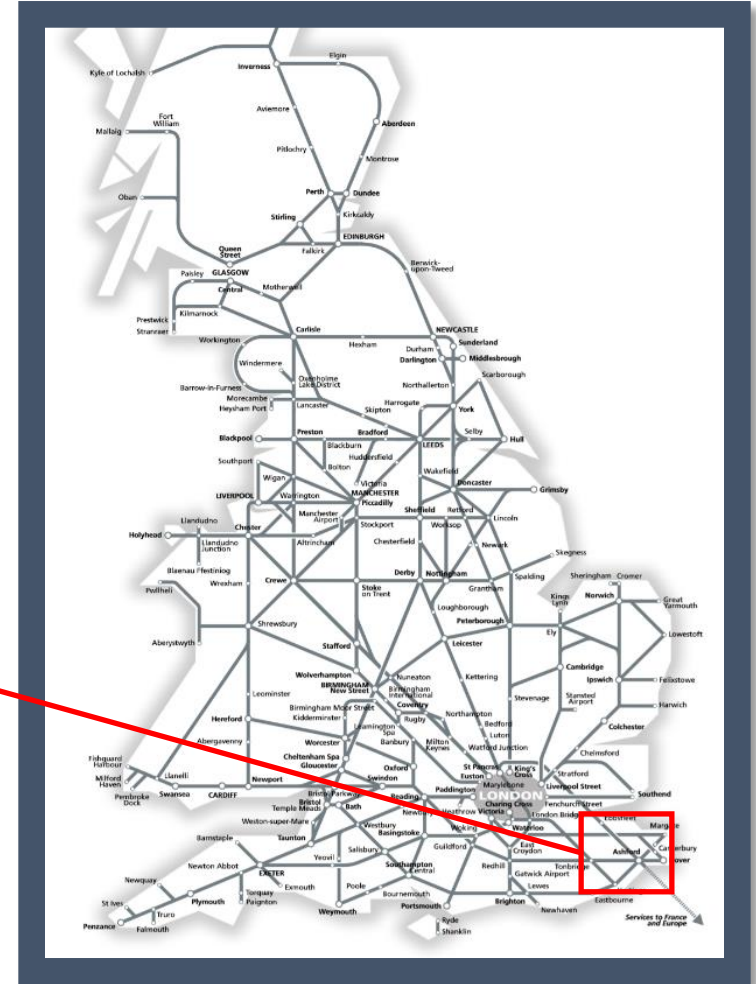 Elgin
Inverness
Kyle of Lochalsh
Aviemore
Fort
William
Aberdeen
Mallaig
Pitlochry
Montrose
Perth
Dundee
Oban
Stirling
Kirkcaldy
EDINBURGH
Queen
Street
Falkirk
Berwick-
upon-Tweed
Paisley
GLASGOW
Central
Motherwell
Prestwick
Kilmarnock
Stranraer
Carlisle
NEWCASTLE
Workington
Hexham
Sunderland
Durham
Darlington
Middlesbrough
Windermere
Scarborough
Oxenholme
Lake District
Barrow-in-Furness
Northallerton
Morecambe
Lancaster
Harrogate
Heysham Port
Skipton
York
Blackpool
Preston
Bradford
LEEDS
Selby
Hull
Blackburn
Huddersfield
Southport
Bolton
Wakefield
Wigan
Victoria
Doncaster
MANCHESTER
Grimsby
LIVERPOOL
Warrington
Piccadilly
Sheffield
Retford
Manchester
Airport
Lincoln
Llandudno
Stockport
Worksop
Holyhead
Chester
Llandudno
Junction
Altrincham
Chesterfield
Newark
Skegness
Blaenau Ffestiniog
Derby
Nottingham
Spalding
Sheringham
Cromer
Pwllheli
Wrexham
Crewe
Stoke
on Trent
Grantham
Kings
Lynn
Norwich
Great
Yarmouth
Loughborough
Peterborough
Shrewsbury
Ely
Lowestoft
Aberystwyth
Stafford
Leicester
Wolverhampton
Cambridge
BIRMINGHAM
New Street
Nuneaton
Kettering
Ipswich
Felixstowe
Birmingham
International
Leominster
Stansted
Airport
Birmingham Moor Street
Coventry
Stevenage
Harwich
Hereford
Kidderminster
Rugby
Northampton
Leamington
Spa
Bedford
Colchester
Abergavenny
Worcester
Banbury
Milton
Keynes
Luton
Cheltenham Spa
Watford Junction
Chelmsford
Fishguard
Harbour
Gloucester
Oxford
St Pancras
King's
Cross
Llanelli
Newport
Swindon
Euston
Stratford
Milford
Haven
Marylebone
Liverpool Street
Swansea
CARDIFF
Bristol Parkway
Reading
Paddington
LONDON
Southend
Pembroke
Dock
Bristol
Temple Meads
Bath
Charing Cross
Fenchurch Street
Heathrow
Victoria
London Bridge
Weston-super-Mare
Westbury
Waterloo
Barnstaple
Taunton
Basingstoke
Woking
East
Croydon
Margate
Salisbury
Guildford
Ashford
Canterbury
Yeovil
Redhill
Tonbridge
Newton Abbot
EXETER
Southampton
Central
Gatwick Airport
Newquay
Exmouth
Poole
Lewes
Torquay
Paignton
Bournemouth
Eastbourne
St Ives
Plymouth
Portsmouth
Brighton
Newhaven
Truro
Weymouth
Penzance
Falmouth
Ryde
Shanklin
Services to France
and Europe